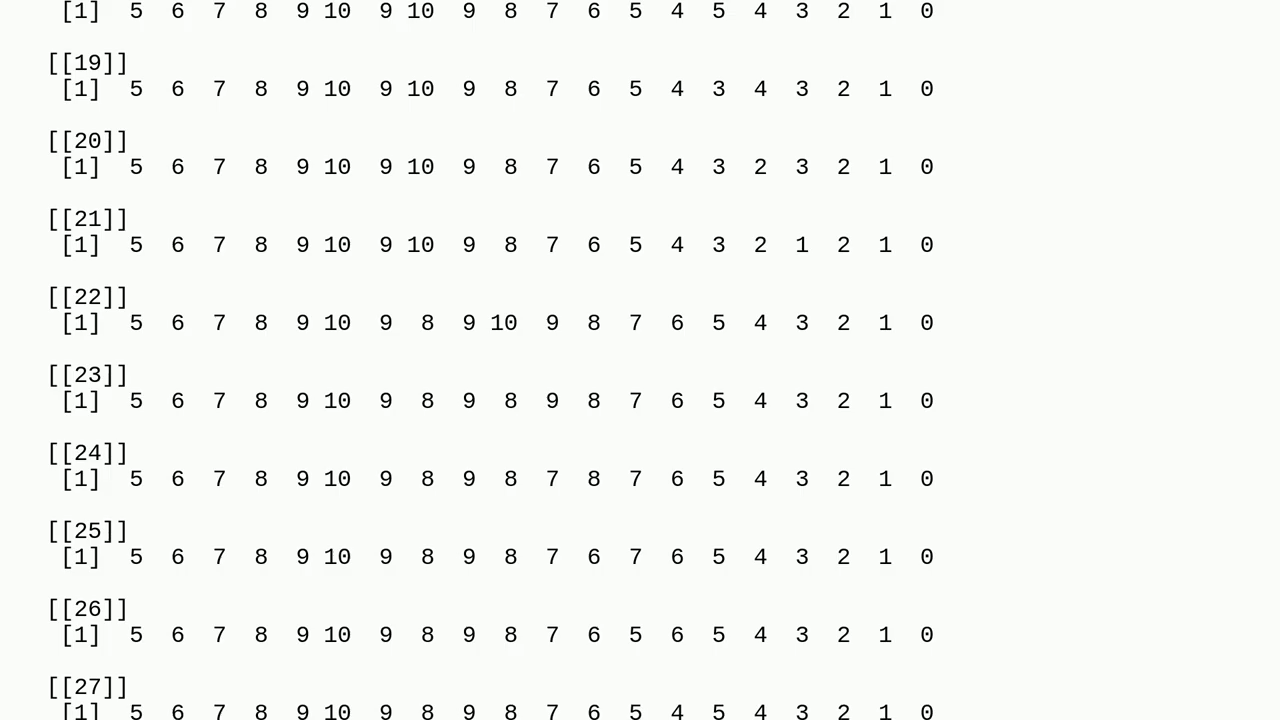 [1]  5  6  7  8  9 10  9 10  9  8  7  6  5  4  5  4  3  2  1  0
[[19]]
[1]  5  6  7  8  9 10  9 10  9  8  7  6  5  4  3  4  3  2  1  0
[[20]]
[1]  5  6  7  8  9 10  9 10  9  8  7  6  5  4  3  2  3  2  1  0
[[21]]
[1]  5  6  7  8  9 10  9 10  9  8  7  6  5  4  3  2  1  2  1  0
[[22]]
[1]  5  6  7  8  9 10  9  8  9 10  9  8  7  6  5  4  3  2  1  0
[[23]]
[1]  5  6  7  8  9 10  9  8  9  8  9  8  7  6  5  4  3  2  1  0
[[24]]
[1]  5  6  7  8  9 10  9  8  9  8  7  8  7  6  5  4  3  2  1  0
[[25]]
[1]  5  6  7  8  9 10  9  8  9  8  7  6  7  6  5  4  3  2  1  0
[[26]]
[1]  5  6  7  8  9 10  9  8  9  8  7  6  5  6  5  4  3  2  1  0
[[27]]
[1]  5  6  7  8  9 10  9  8  9  8  7  6  5  4  5  4  3  2  1  0